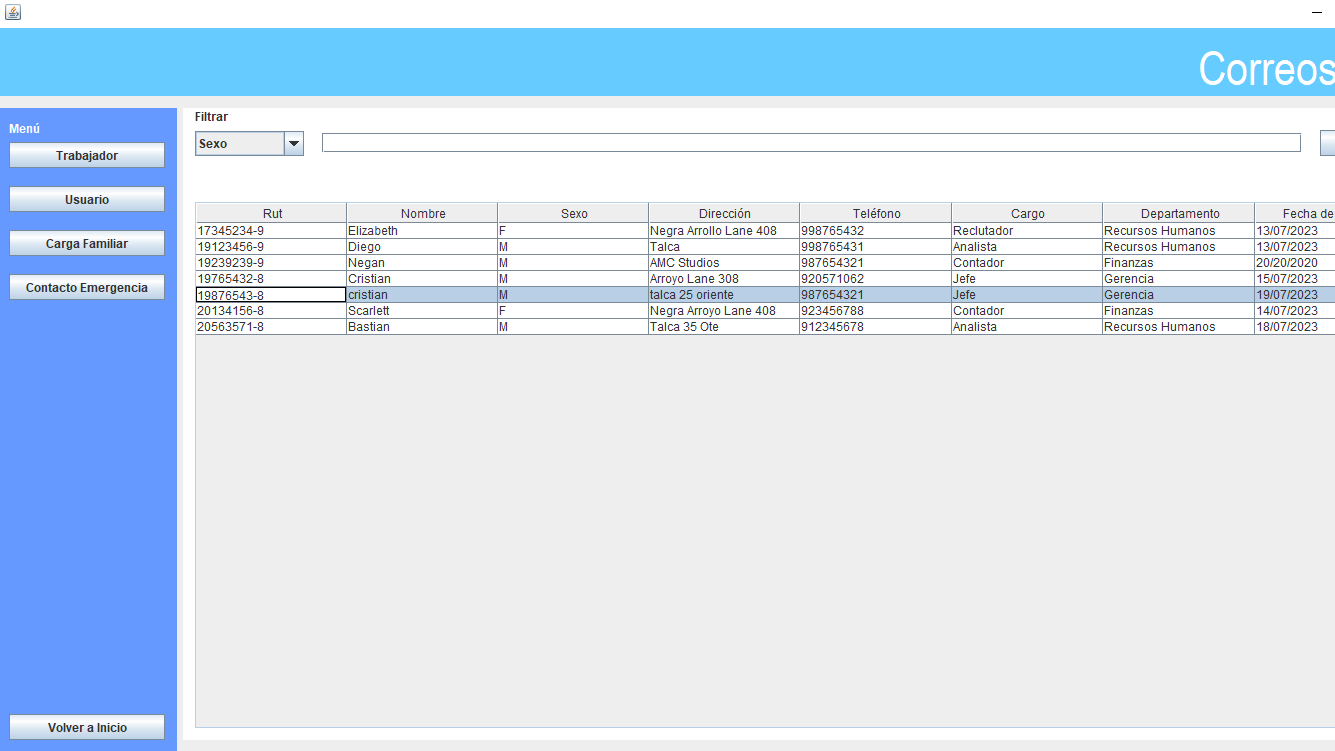 Correos
Menú
Trabajador
Usuario
Carga Familiar
Contacto Emergencia
Volver a Inicio
Filtrar
Sexo
Rut Nombre Sexo Dirección Teléfono Cargo Departamento Fecha de
17345234-9 Elizabeth F Negra Arrollo Lane 408 998765432 Reclutador Recursos Humanos 13/07/2023
19123456-9 Diego M Talca 998765431 Analista Recursos Humanos 13/07/2023
19239239-9 Negan M AMC Studios 987654321 Contador Finanzas 20/20/2020
19765432-8 Cristian M Arroyo Lane 308 920571062 Jefe Gerencia 15/07/2023
19876543-8 cristian M talca 25 oriente 987654321 Jefe Gerencia 19/07/2023
20134156-8 Scarlett F Negra Arroyo Lane 408 923456788 Contador Finanzas 14/07/2023
20563571-8 Bastian M Talca 35 Ote 912345678 Analista Recursos Humanos 18/07/2023